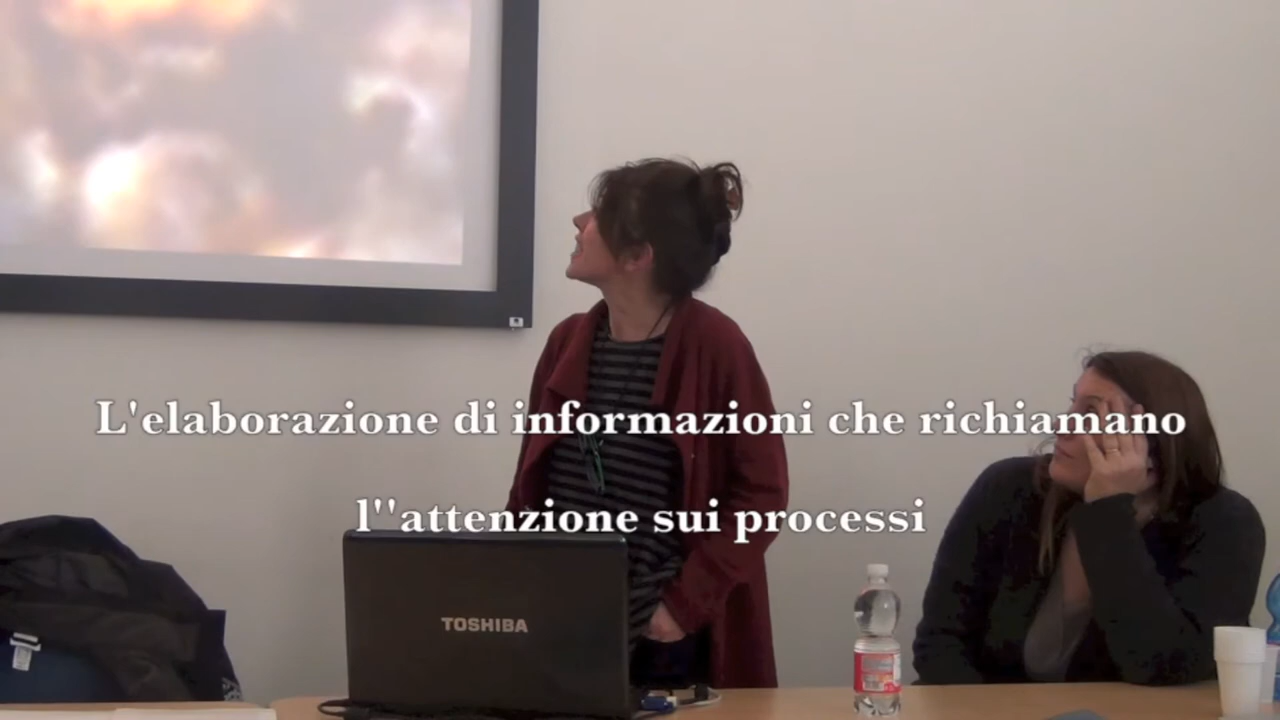 L'elaborazione di informazioni che richiamano
l''attenzione sui processi
TOSHIBA